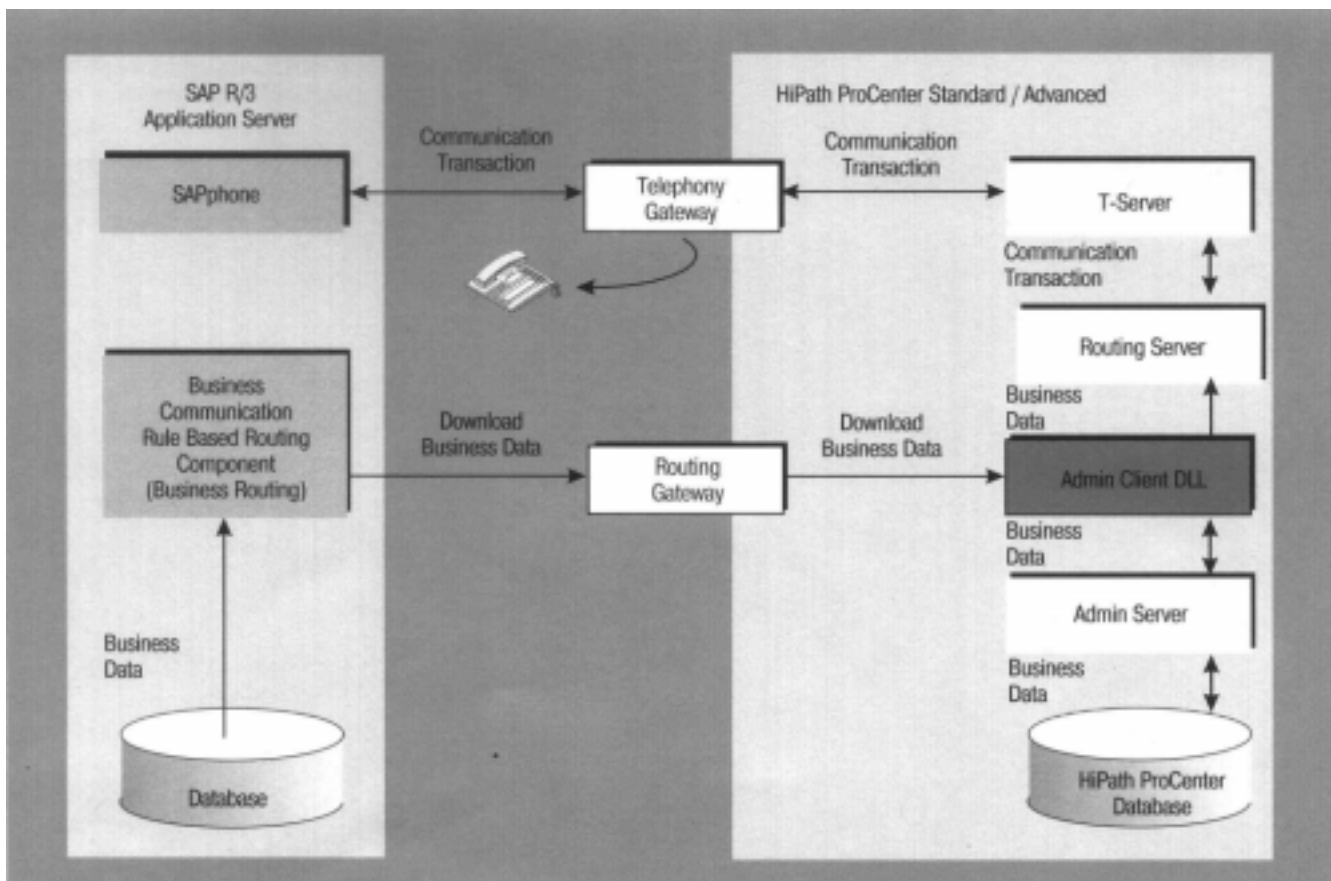 SAP R/3
Application Server
HiPath ProCenter Standard / Advanced
Communication
Transaction
Communication
Transaction
SAPphone
Telephony
Gateway
T-Server
Communication
Transaction
Routing Server
Business
Communication
Rule Based Routing
Component
(Business Routing)
Download
Business Data
Routing
Gateway
Download
Business Data
Business
Data
Admin Client DLL
Business
Data
Admin Server
Business
Data
Business
Data
Database
HiPath ProCenter
Database